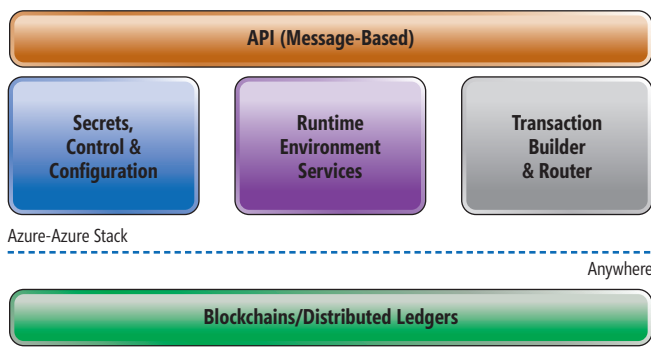 API (Message-Based)
Secrets,
Control &
Configuration
Runtime
Environment
Services
Transaction
Builder
& Router
Azure-Azure Stack
Anywhere
Blockchains/Distributed Ledgers